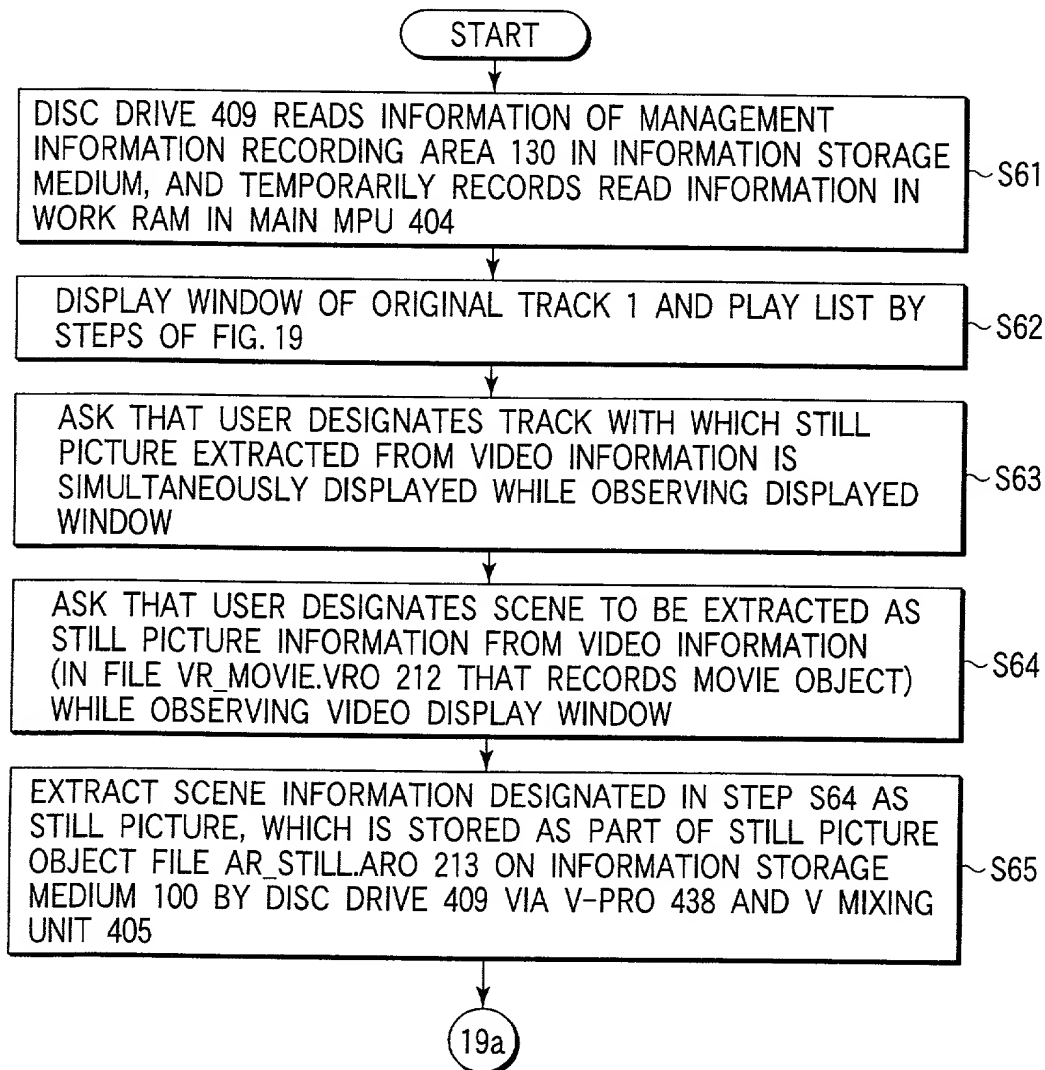 START
DISC DRIVE 409 READS INFORMATION OF MANAGEMENT
INFORMATION RECORDING AREA 130 IN INFORMATION STORAGE
MEDIUM, AND TEMPORARILY RECORDS READ INFORMATION IN
WORK RAM IN MAIN MPU 404
~S61
DISPLAY WINDOW OF ORIGINAL TRACK 1 AND PLAY LIST BY
STEPS OF FIG. 19
~S62
ASK THAT USER DESIGNATES TRACK WITH WHICH STILL
PICTURE EXTRACTED FROM VIDEO INFORMATION IS
SIMULTANEOUSLY DISPLAYED WHILE OBSERVING DISPLAYED
WINDOW
~S63
ASK THAT USER DESIGNATES SCENE TO BE EXTRACTED AS
STILL PICTURE INFORMATION FROM VIDEO INFORMATION
(IN FILE VR_MOVIE.VRO 212 THAT RECORDS MOVIE OBJECT)
WHILE OBSERVING VIDEO DISPLAY WINDOW
~S64
EXTRACT SCENE INFORMATION DESIGNATED IN STEP S64 AS
STILL PICTURE, WHICH IS STORED AS PART OF STILL PICTURE
OBJECT FILE AR_STILL.ARO 213 ON INFORMATION STORAGE
MEDIUM 100 BY DISC DRIVE 409 VIA V-PRO 438 AND V MIXING
UNIT 405
~S65
19a